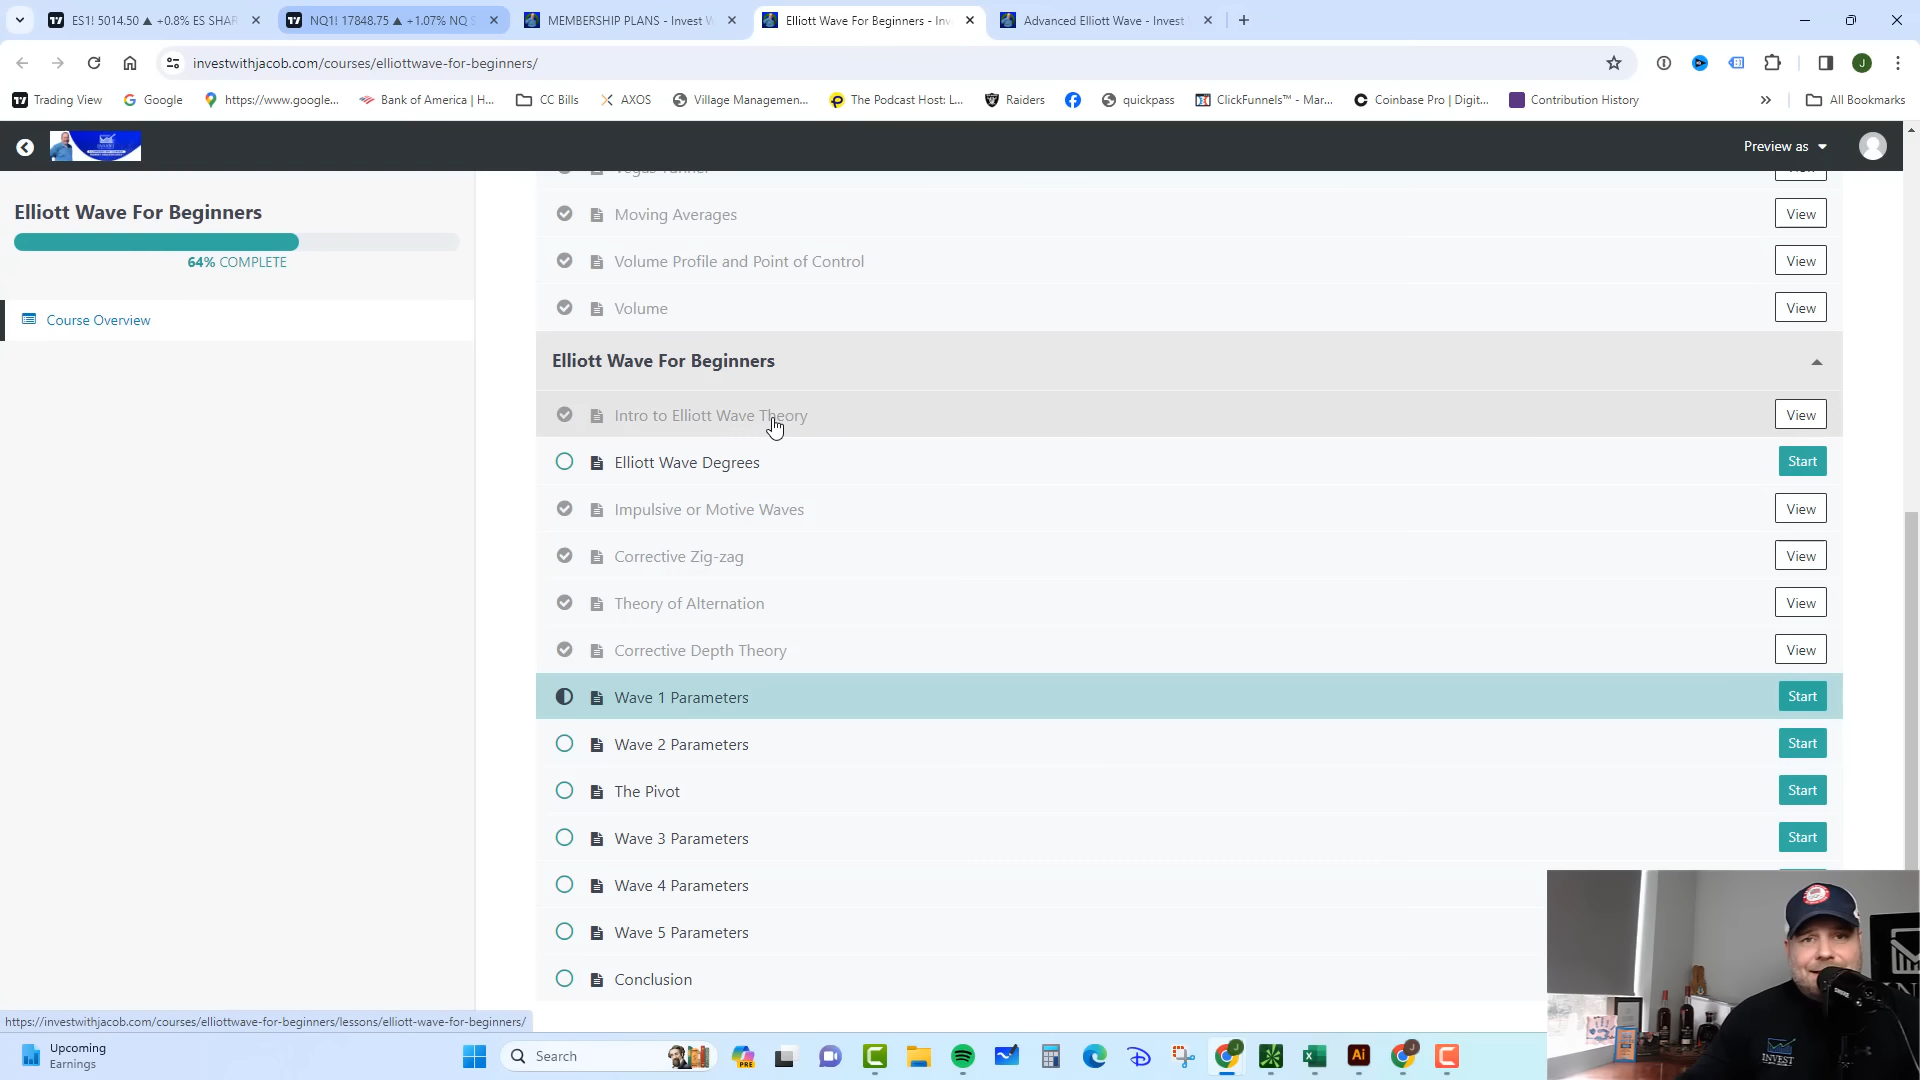 ES1! 5014.50 ▲ +0.8% ES SHAR
NQ1! 17848.75 ▲ +1.07% NQ S
MEMBERSHIP PLANS - Invest W
Elliott Wave For Beginners - Inv
Advanced Elliott Wave - Invest
investwithjacob.com/courses/elliottwave-for-beginners/
Trading View
Google
https://www.google...
Bank of America | H...
CC Bills
AXOS
Village Managemen...
The Podcast Host: L...
Raiders
quickpass
ClickFunnels™ - Mar...
Coinbase Pro | Digit...
Contribution History
All Bookmarks
Preview as
Elliott Wave For Beginners
64% COMPLETE
Course Overview
Vegas Tunnel
View
Moving Averages
View
Volume Profile and Point of Control
View
Volume
View
Elliott Wave For Beginners
Intro to Elliott Wave Theory
View
Elliott Wave Degrees
Start
Impulsive or Motive Waves
View
Corrective Zig-zag
View
Theory of Alternation
View
Corrective Depth Theory
View
Wave 1 Parameters
Start
Wave 2 Parameters
Start
The Pivot
Start
Wave 3 Parameters
Start
Wave 4 Parameters
Wave 5 Parameters
Conclusion
https://investwithjacob.com/courses/elliottwave-for-beginners/lessons/elliott-wave-for-beginners/
Upcoming
Earnings
Search
PRE
Ai
J
INVEST